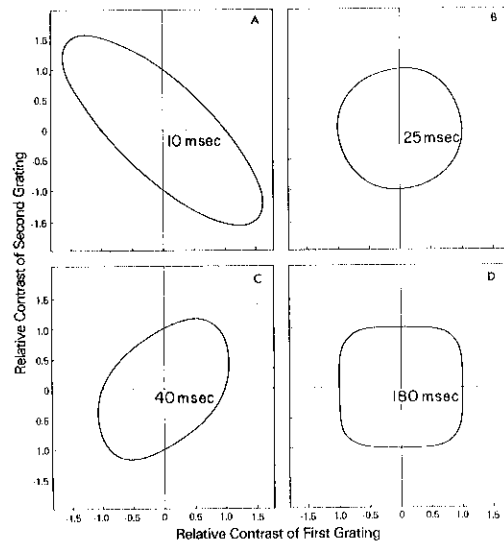 A
B
1.5
1.0
0.5
0
-0.5
-1.0
-1.5
10 msec
25 msec
C
D
1.5
1.0
0.5
0
-0.5
-1.0
-1.5
40 msec
180 msec
-1.5 -1.0 -0.5 0 0.5 1.0 1.5
-1.5 -1.0 -0.5 0 0.5 1.0 1.5
Relative Contrast of Second Grating
Relative Contrast of First Grating